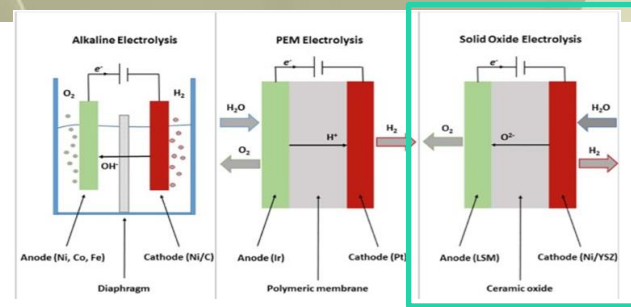 Alkaline Electrolysis
e-
O2
H2
OH-
Anode (Ni, Co, Fe)
Cathode (Ni/C)
Diaphragm
PEM Electrolysis
e-
H2O
H+
H2
O2
Anode (Ir)
Cathode (Pt)
Polymeric membrane
Solid Oxide Electrolysis
e-
H2O
O2
O2-
H2
Anode (LSM)
Cathode (Ni/YSZ)
Ceramic oxide